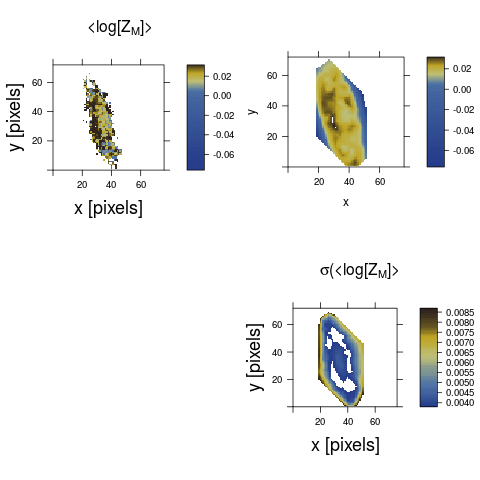 <log[Z_M]>
y [pixels]
60
40
20
20 40 60
x [pixels]
0.02
0.00
-0.02
-0.04
-0.06
y
60
40
20
20 40 60
x
0.02
0.00
-0.02
-0.04
-0.06
σ(<log[Z_M]>
y [pixels]
60
40
20
20 40 60
x [pixels]
0.0085
0.0080
0.0075
0.0070
0.0065
0.0060
0.0055
0.0050
0.0045
0.0040